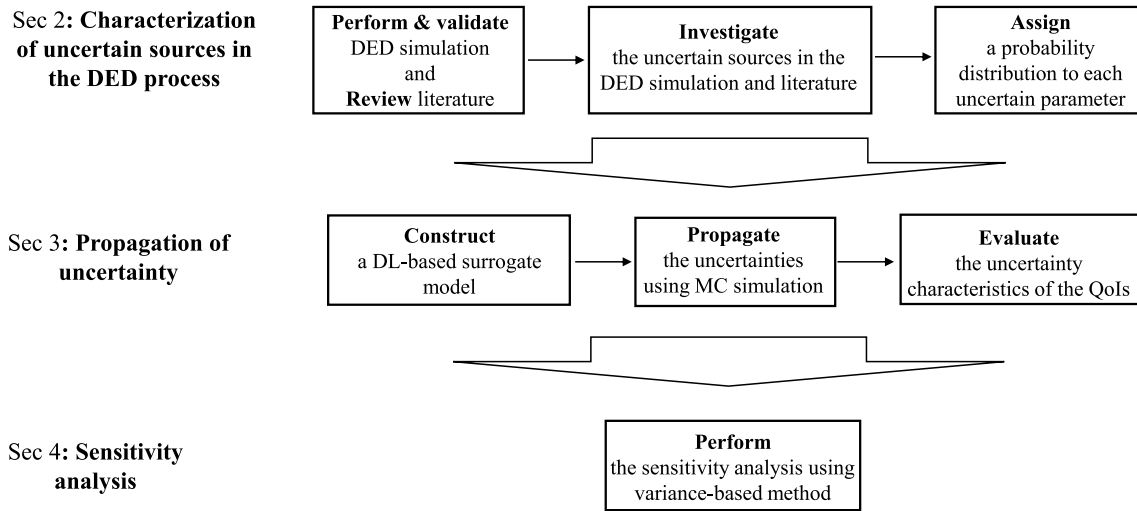 Sec 2: Characterization
of uncertain sources in
the DED process
Perform & validate
DED simulation
and
Review literature
Investigate
the uncertain sources in the
DED simulation and literature
Assign
a probability
distribution to each
uncertain parameter
Sec 3: Propagation of
uncertainty
Construct
a DL-based surrogate
model
Propagate
the uncertainties
using MC simulation
Evaluate
the uncertainty
characteristics of the QoIs
Sec 4: Sensitivity
analysis
Perform
the sensitivity analysis using
variance-based method